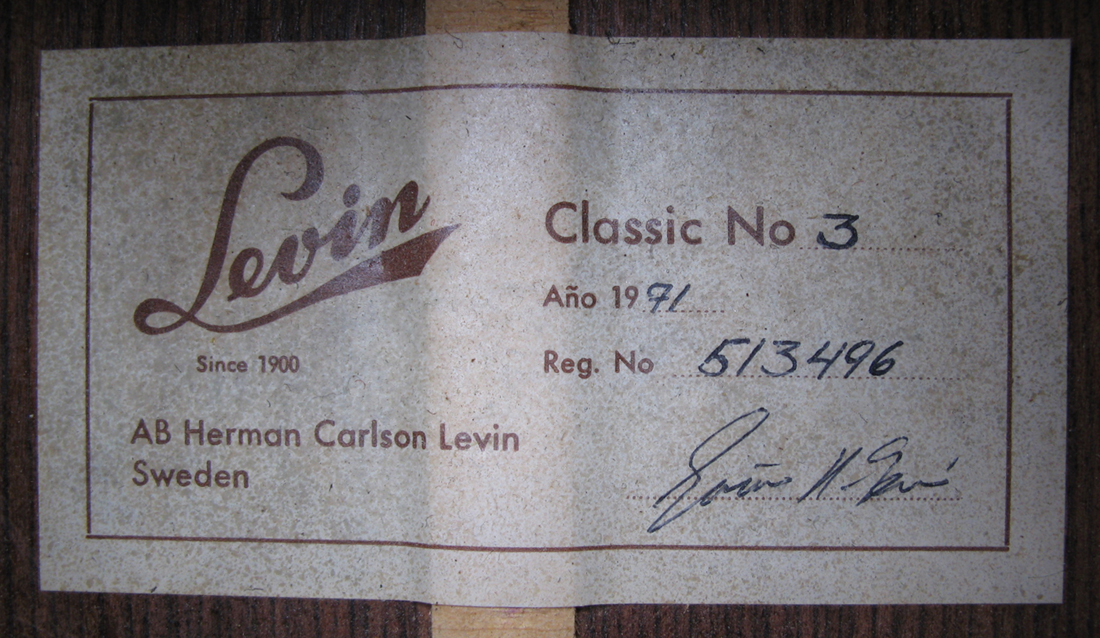 Levin
Since 1900
AB Herman Carlson Levin
Sweden
Classic No 3
Año 1971
Reg. No 513496